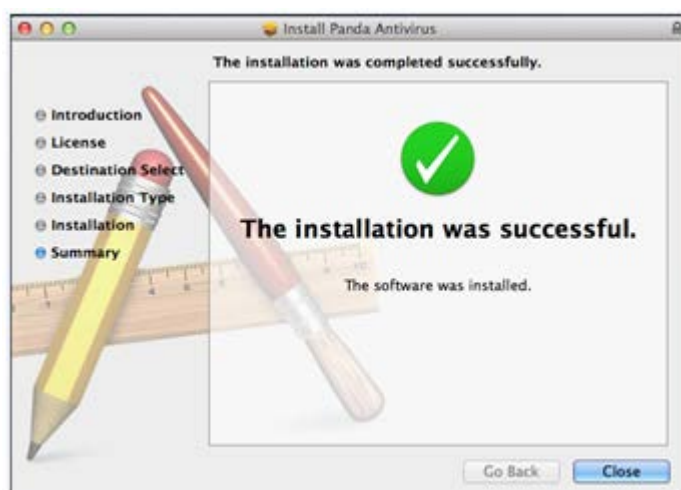 Install Panda Antivirus
The installation was completed successfully.
Introduction
License
Destination Select
Installation Type
Installation
Summary
The installation was successful.
The software was installed.
Go Back
Close